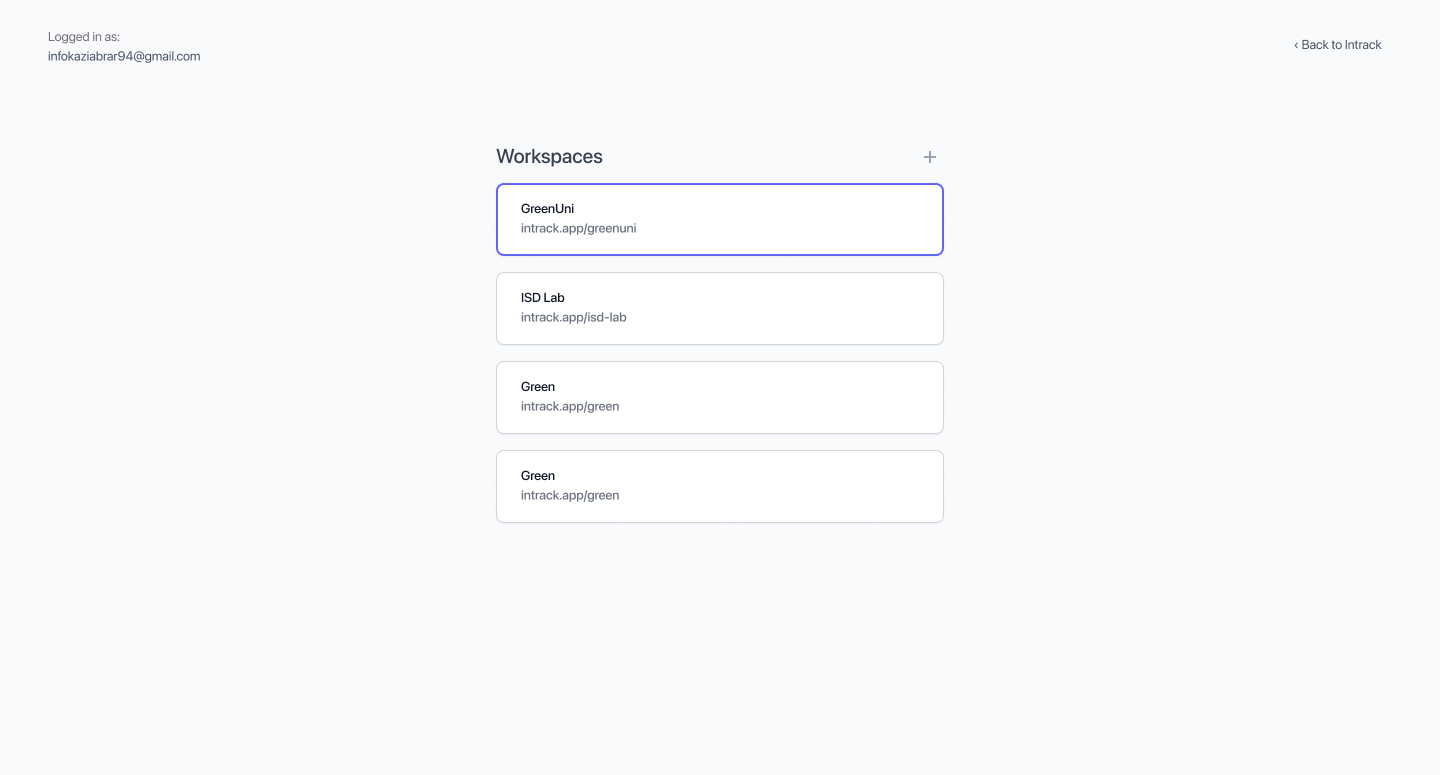 Logged in as:
infokaziabrar94@gmail.com
‹ Back to Intrack
Workspaces
GreenUni
intrack.app/greenuni
ISD Lab
intrack.app/isd-lab
Green
intrack.app/green
Green
intrack.app/green